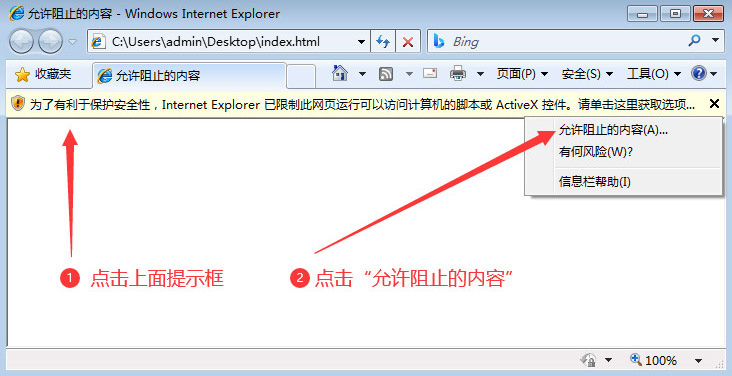 允许阻止的内容 - Windows Internet Explorer
C:\Users\admin\Desktop\index.html
Bing
收藏夹
允许阻止的内容
页面(P)
安全(S)
工具(O)
为了有利于保护安全性，Internet Explorer 已限制此网页运行可以访问计算机的脚本或 ActiveX 控件。请单击这里获取选项...
允许阻止的内容(A)...
有何风险(W)?
信息栏帮助(I)
1 点击上面提示框
2 点击“允许阻止的内容”
100%